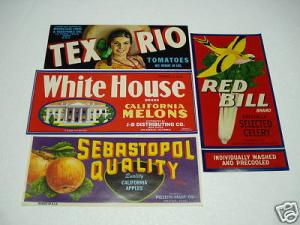 TEX RIO
TOMATOES
White House
BRAND
CALIFORNIA
MELONS
J-B DISTRIBUTING CO.
SEBASTOPOL
QUALITY
Quality
CALIFORNIA
APPLES
RED
BILL
BRAND
SELECTED
CELERY
INDIVIDUALLY WASHED
AND PRECOOLED